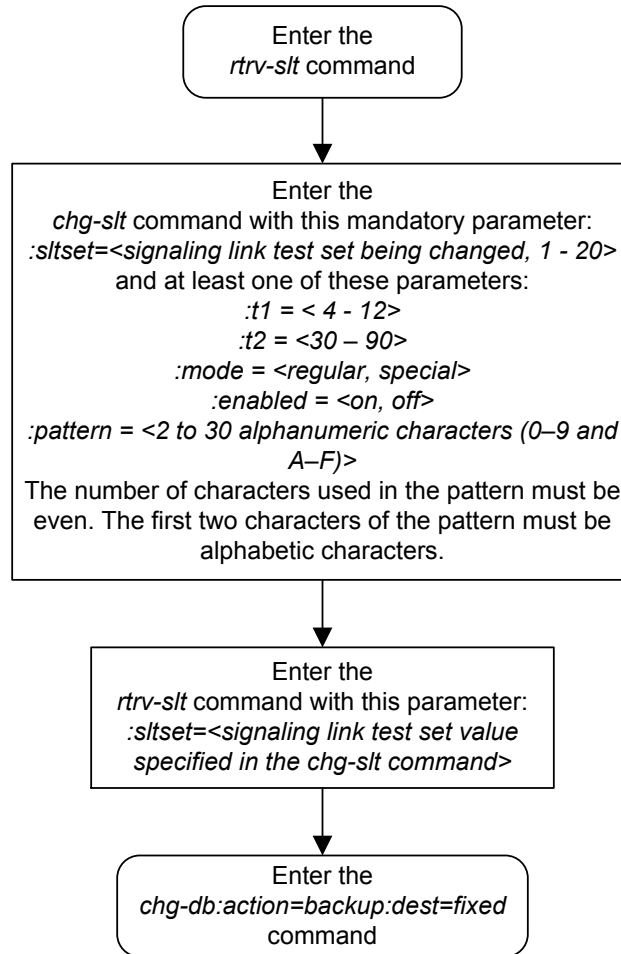 Enter the
rtrv-slt command
Enter the
chg-slt command with this mandatory parameter:
:sltset=<signaling link test set being changed, 1 - 20>
and at least one of these parameters:
:t1 = < 4 - 12>
:t2 = <30 – 90>
:mode = <regular, special>
:enabled = <on, off>
:pattern = <2 to 30 alphanumeric characters (0–9 and
A–F)>
The number of characters used in the pattern must be
even. The first two characters of the pattern must be
alphabetic characters.
Enter the
rtrv-slt command with this parameter:
:sltset=<signaling link test set value
specified in the chg-slt command>
Enter the
chg-db:action=backup:dest=fixed
command